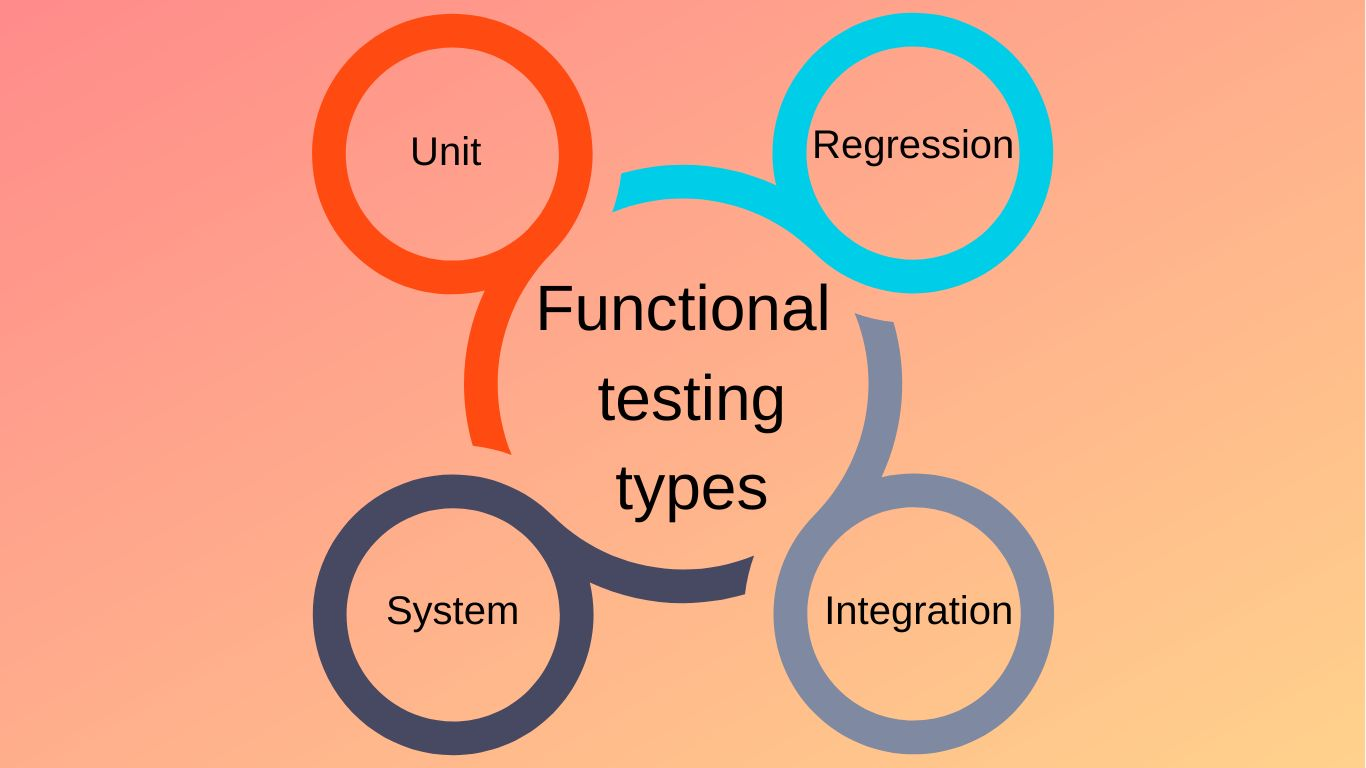 Unit
Regression
Functional
testing
types
System
Integration